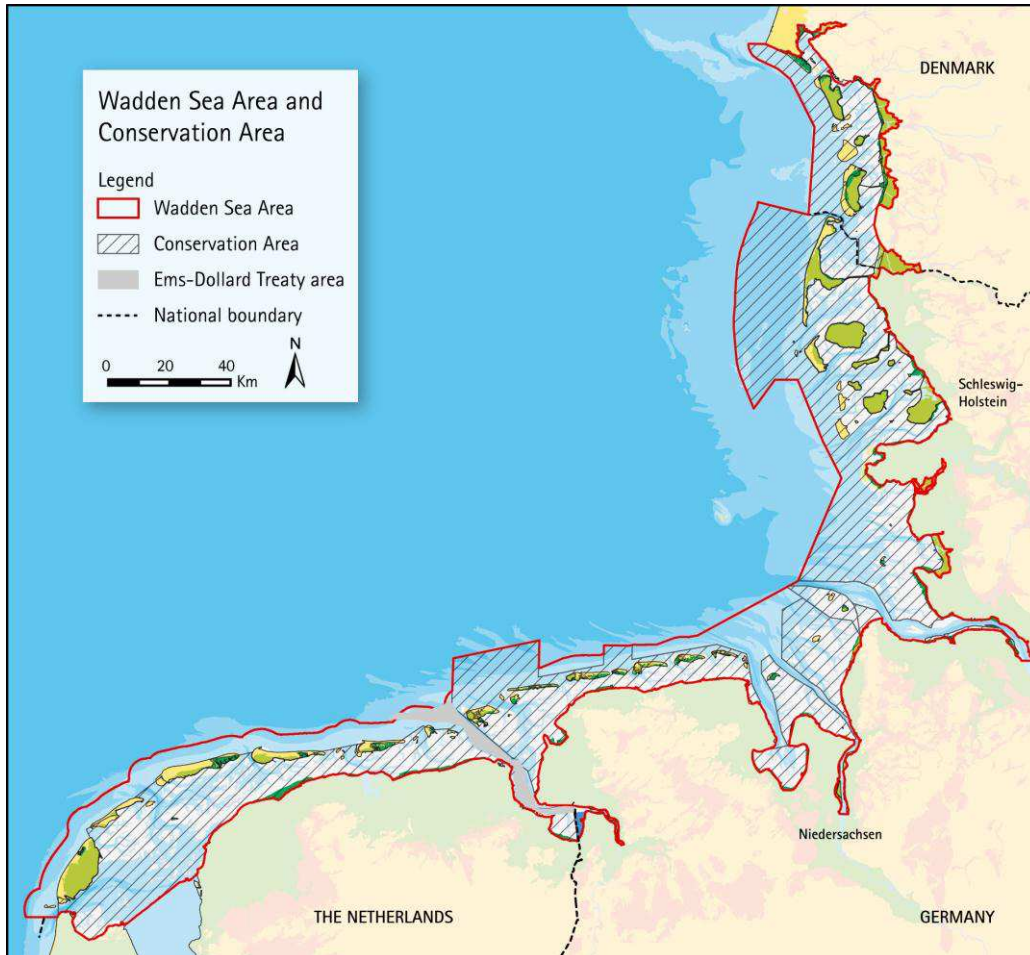 Wadden Sea Area and
Conservation Area
Legend
Wadden Sea Area
Conservation Area
Ems-Dollard Treaty area
National boundary
N
0 20 40
Km
DENMARK
Schleswig-
Holstein
Niedersachsen
THE NETHERLANDS
GERMANY